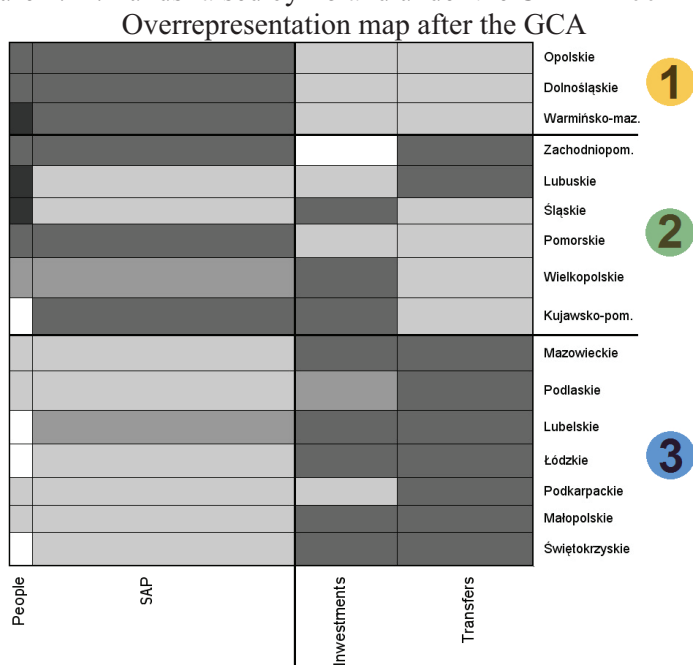 Overrepresentation map after the GCA
Opolskie
1
Dolnośląskie
Warmińsko-maz.
Zachodniopom.
Lubuskie
Śląskie
2
Pomorskie
Wielkopolskie
Kujawsko-pom.
Mazowieckie
Podlaskie
Lubelskie
3
Łódzkie
Podkarpackie
Małopolskie
Świętokrzyskie
People
SAP
Inwestments
Transfers